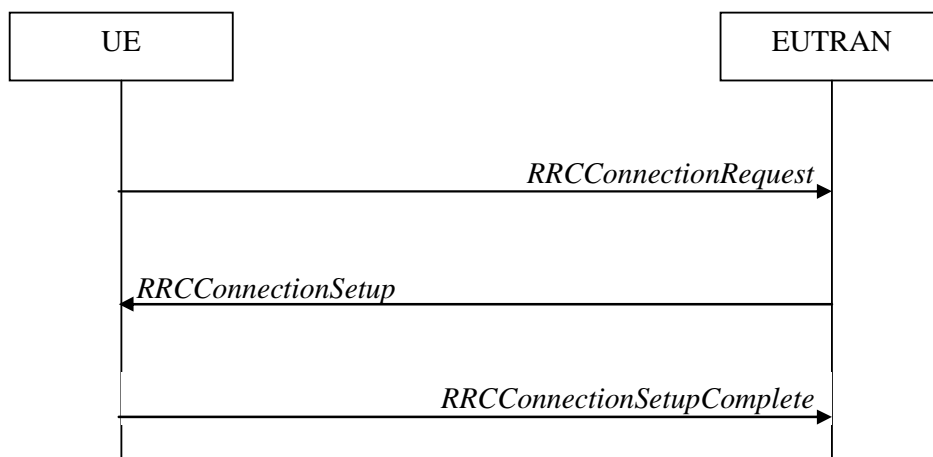 UE
EUTRAN
RRCConnectionRequest
RRCConnectionSetup
RRCConnectionSetupComplete